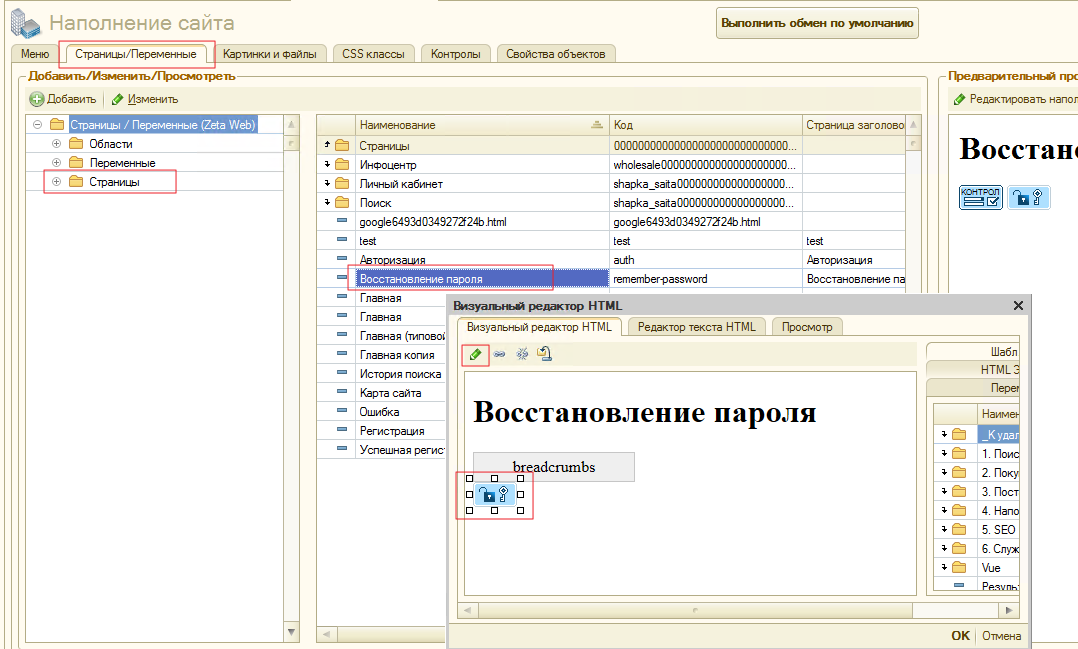 Наполнение сайта
Выполнить обмен по умолчанию
Меню
Страницы/Переменные
Картинки и файлы
CSS классы
Контролы
Свойства объектов
Добавить/Изменить/Просмотреть
Добавить
Изменить
Страницы / Переменные (Zeta Web)
Области
Переменные
Страницы
Наименование Код Страница заголово
Страницы 000000000000000000000000000...
Инфоцентр
Личный кабинет
Поиск
google6493d0349272f24b.html google6493d0349272f24b.html
test test test
Авторизация auth Авторизация
Восстановление пароля remember-password Восстановление па
Главная
Главная
Главная (типовой
Главная копия
История поиска
Карта сайта
Ошибка
Регистрация
Успешная регист
Предварительный про
Редактировать напол
Восстано
КОНТРОЛ
Визуальный редактор HTML
Визуальный редактор HTML
Редактор текста HTML
Просмотр
Восстановление пароля
breadcrumbs
Шабл
HTML Э
Перем
Наимен
_К удал
1. Поис
2. Поку
3. Пост
4. Напо
5. SEO
6. Служ
Vue
Резуль
OK
Отмена